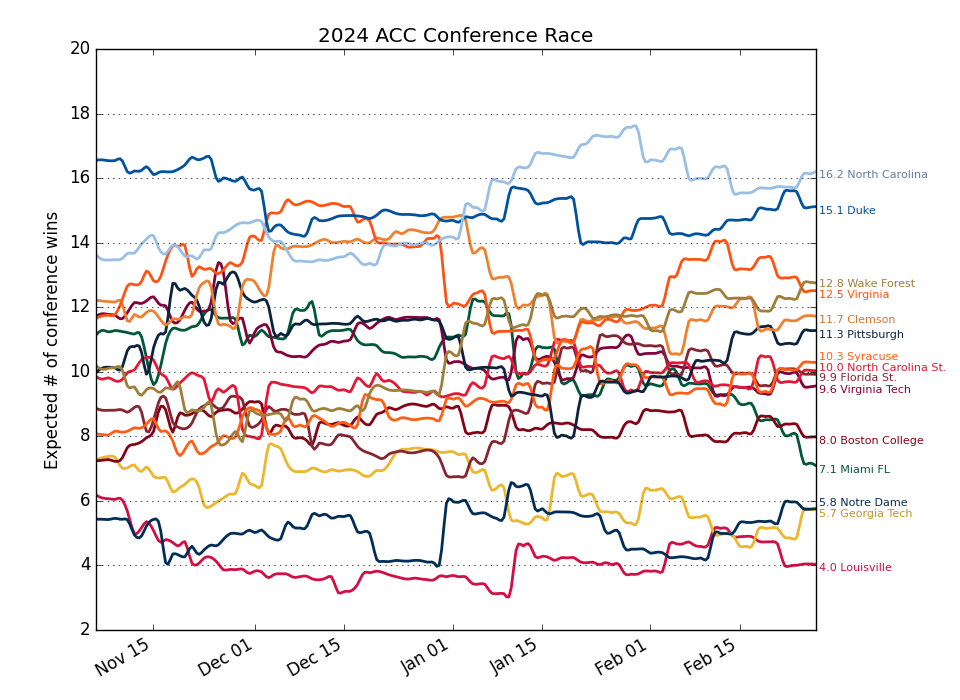 2024 ACC Conference Race
Expected # of conference wins
20
18
16
14
12
10
8
6
4
2
Nov 15
Dec 01
Dec 15
Jan 01
Jan 15
Feb 01
Feb 15
16.2 North Carolina
15.1 Duke
12.8 Wake Forest
12.5 Virginia
11.7 Clemson
11.3 Pittsburgh
10.3 Syracuse
10.0 North Carolina St.
9.9 Florida St.
9.6 Virginia Tech
8.0 Boston College
7.1 Miami FL
5.8 Notre Dame
5.7 Georgia Tech
4.0 Louisville